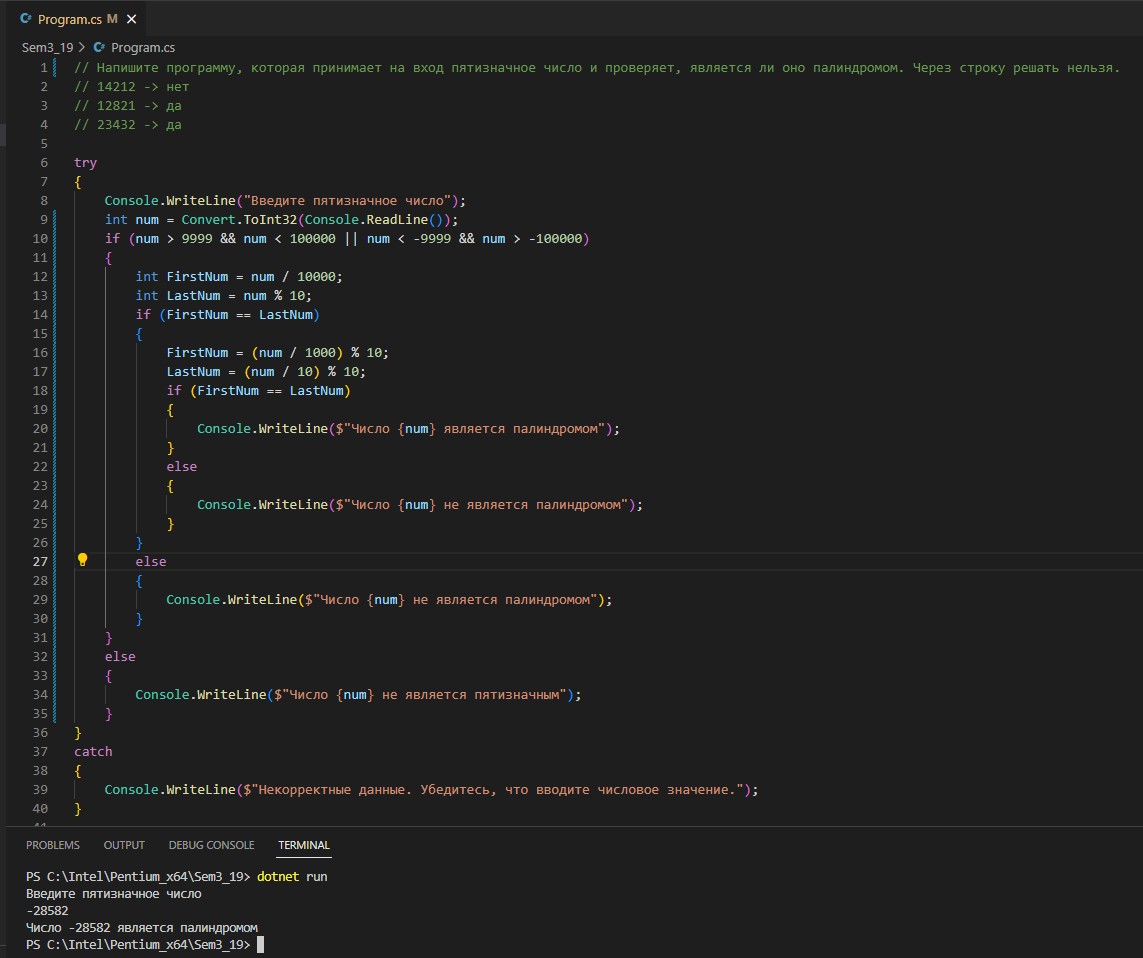 Program.cs M
Sem3_19 > Program.cs
1 // Напишите программу, которая принимает на вход пятизначное число и проверяет, является ли оно палиндромом. Через строку решать нельзя.
2 // 14212 -> нет
3 // 12821 -> да
4 // 23432 -> да
5
6 try
7 {
8 Console.WriteLine("Введите пятизначное число");
9 int num = Convert.ToInt32(Console.ReadLine());
10 if (num > 9999 && num < 100000 || num < -9999 && num > -100000)
11 {
12 int FirstNum = num / 10000;
13 int LastNum = num % 10;
14 if (FirstNum == LastNum)
15 {
16 FirstNum = (num / 1000) % 10;
17 LastNum = (num / 10) % 10;
18 if (FirstNum == LastNum)
19 {
20 Console.WriteLine($"Число {num} является палиндромом");
21 }
22 else
23 {
24 Console.WriteLine($"Число {num} не является палиндромом");
25 }
26 }
27 else
28 {
29 Console.WriteLine($"Число {num} не является палиндромом");
30 }
31 }
32 else
33 {
34 Console.WriteLine($"Число {num} не является пятизначным");
35 }
36 }
37 catch
38 {
39 Console.WriteLine($"Некорректные данные. Убедитесь, что вводите числовое значение.");
40 }
41
PROBLEMS OUTPUT DEBUG CONSOLE TERMINAL
PS C:\Intel\Pentium_x64\Sem3_19> dotnet run
Введите пятизначное число
-28582
Число -28582 является палиндромом
PS C:\Intel\Pentium_x64\Sem3_19>